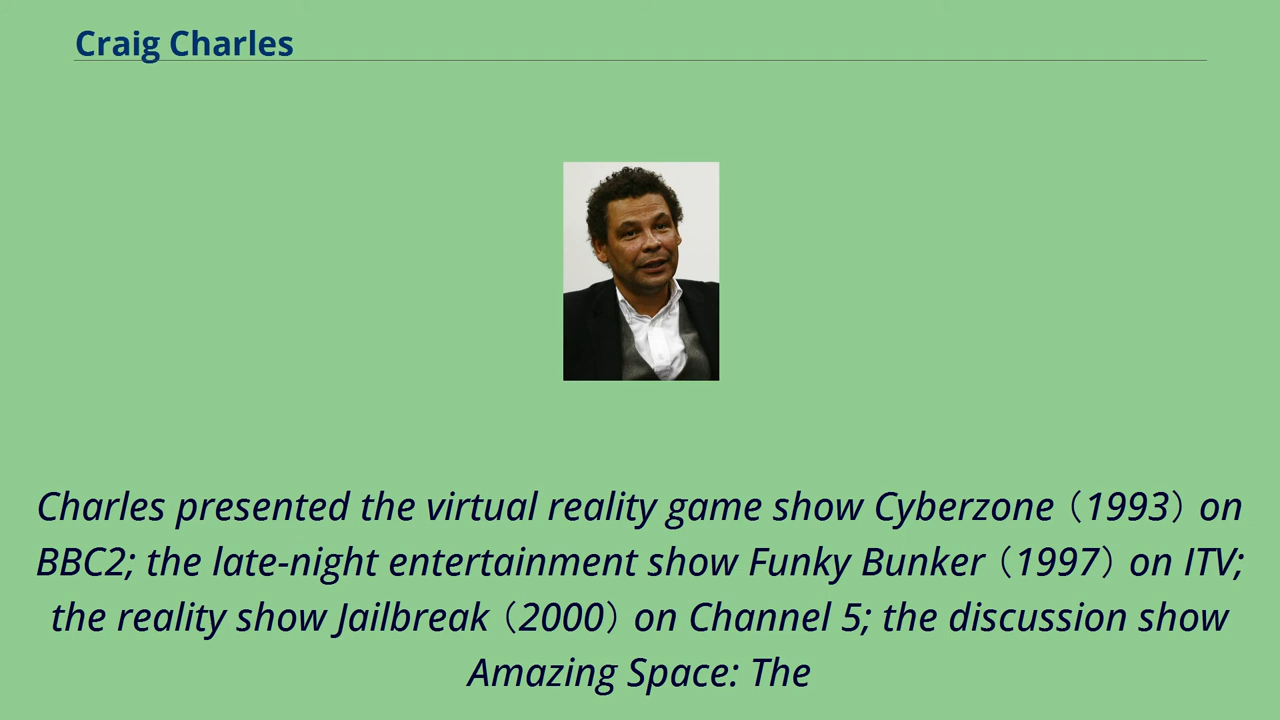 Craig Charles
Charles presented the virtual reality game show Cyberzone（1993）on
BBC2; the late-night entertainment show Funky Bunker（1997）on ITV;
the reality show Jailbreak（2000）on Channel 5; the discussion show
Amazing Space: The